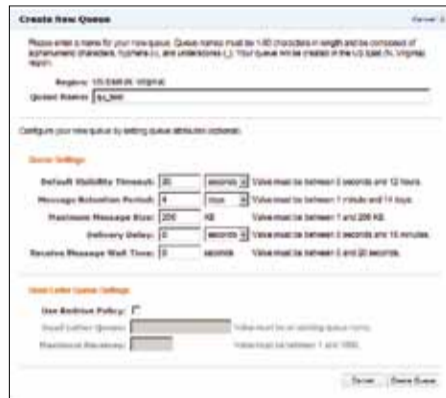 Create New Queue
Cancel
Please enter a name for your new queue. Queue names must be 1-80 characters in length and be composed of
alphanumeric characters, hyphens (-), and underscores (_). Your queue will be created in the US East (N. Virginia)
region.
Region: US East (N. Virginia)
Queue Name:
Configure your new queue by setting queue attributes (optional).
Queue Settings
Default Visibility Timeout: 30 seconds Value must be between 0 seconds and 12 hours.
Message Retention Period: 4 days Value must be between 1 minute and 14 days.
Maximum Message Size: 256 KB Value must be between 1 and 256 KB.
Delivery Delay: 0 seconds Value must be between 0 seconds and 15 minutes.
Receive Message Wait Time: 0 seconds Value must be between 0 and 20 seconds.
Dead Letter Queue Settings
Use Redrive Policy:
Dead Letter Queue: Value must be an existing queue name.
Maximum Receives: Value must be between 1 and 1000.
Cancel Create Queue